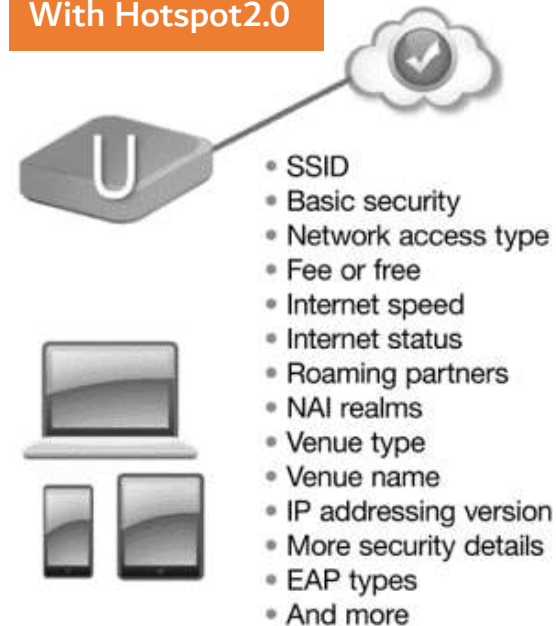 With Hotspot2.0
U
• SSID
• Basic security
• Network access type
• Fee or free
• Internet speed
• Internet status
• Roaming partners
• NAI realms
• Venue type
• Venue name
• IP addressing version
• More security details
• EAP types
• And more